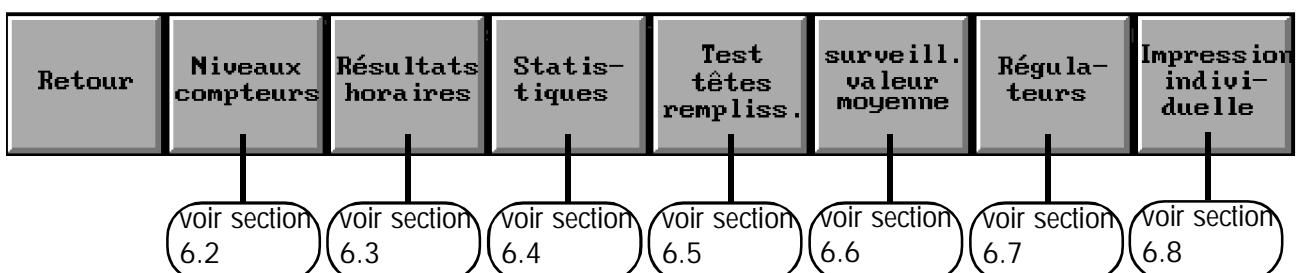 Retour
Niveaux
compteurs
Résultats
horaires
Statis-
tiques
Test
têtes
rempliss.
surveill.
valeur
moyenne
Régula-
teurs
Impression
indivi-
duelle
voir section
6.2
voir section
6.3
voir section
6.4
voir section
6.5
voir section
6.6
voir section
6.7
voir section
6.8